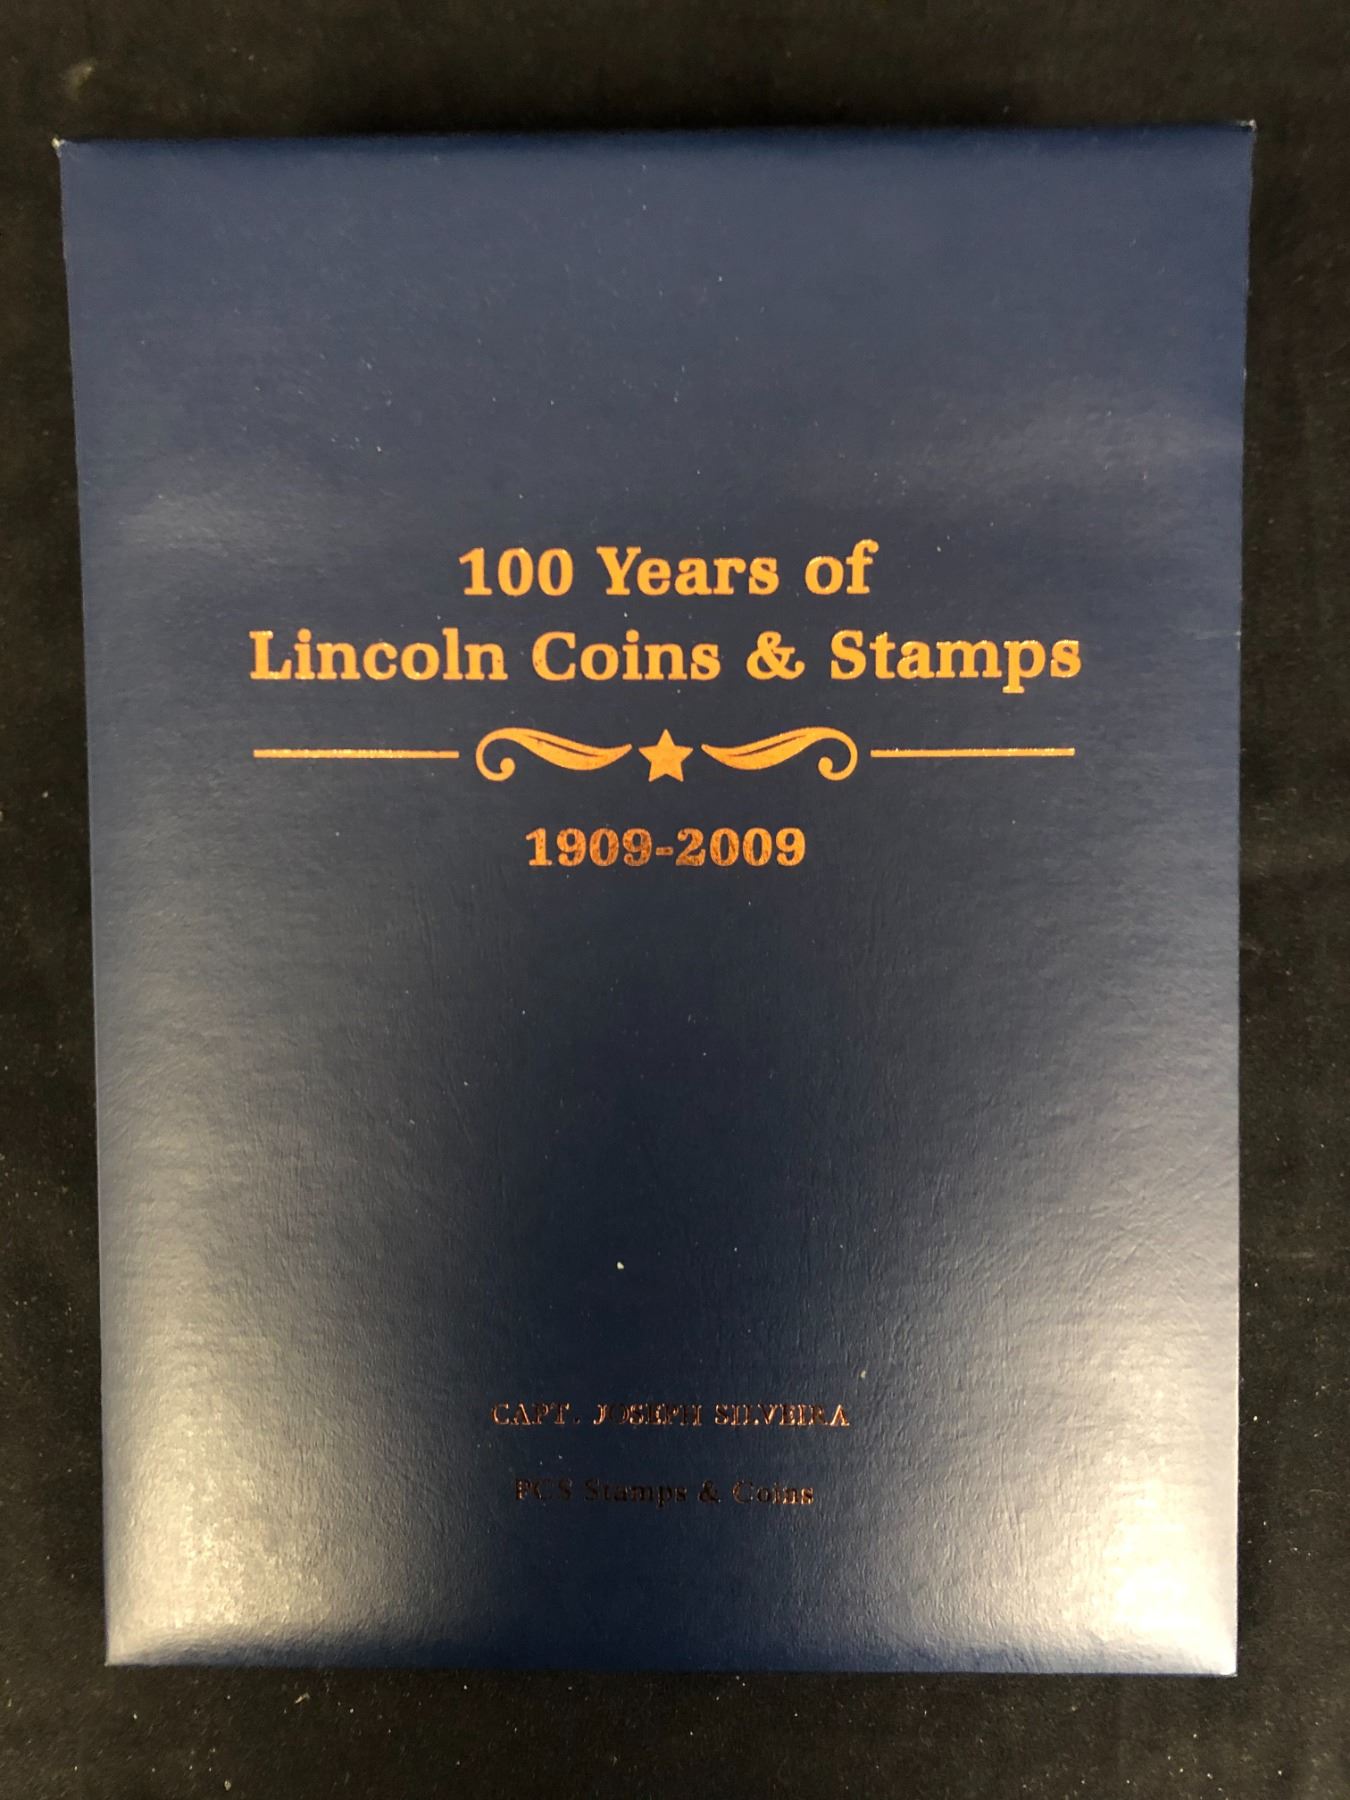 100 Years of
Lincoln Coins & Stamps
1909-2009
CAPT. JOSEPH SILVEIRA
PCS Stamps & Coins